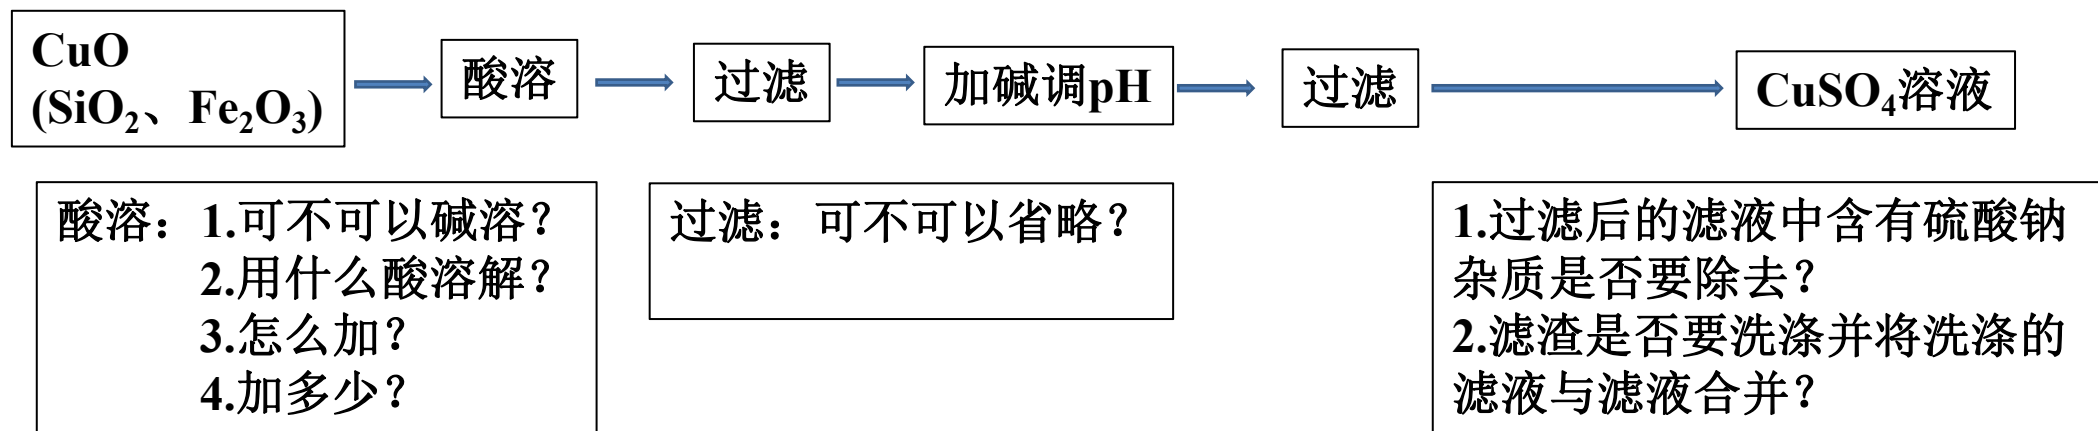 CuO
(SiO₂、Fe₂O₃)
酸溶
过滤
加碱调pH
过滤
CuSO₄溶液
酸溶：1.可不可以碱溶？
2.用什么酸溶解？
3.怎么加？
4.加多少？
过滤：可不可以省略？
1.过滤后的滤液中含有硫酸钠
杂质是否要除去？
2.滤渣是否要洗涤并将洗涤的
滤液与滤液合并？